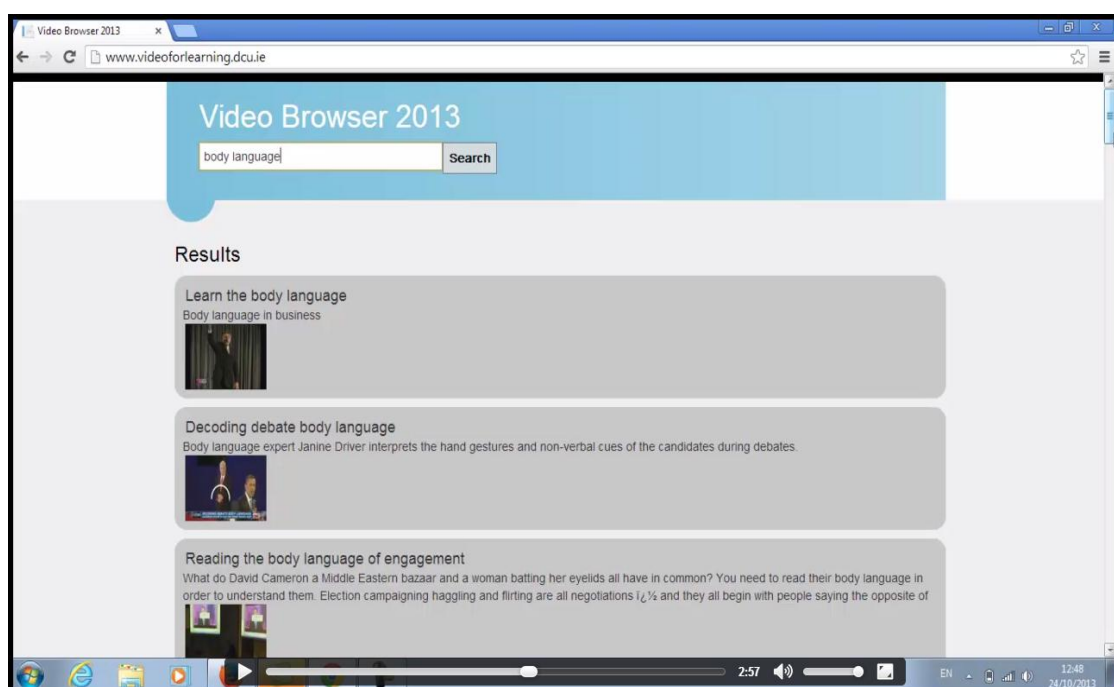 Video Browser 2013
www.videoforlearning.dcu.ie
Video Browser 2013
body language
Search
Results
Learn the body language
Body language in business
Decoding debate body language
Body language expert Janine Driver interprets the hand gestures and non-verbal cues of the candidates during debates.
Reading the body language of engagement
What do David Cameron a Middle Eastern bazaar and a woman batting her eyelids all have in common? You need to read their body language in
order to understand them. Election campaigning haggling and flirting are all negotiations ï¿½ and they all begin with people saying the opposite of
2:57
EN
12:48
24/10/2013